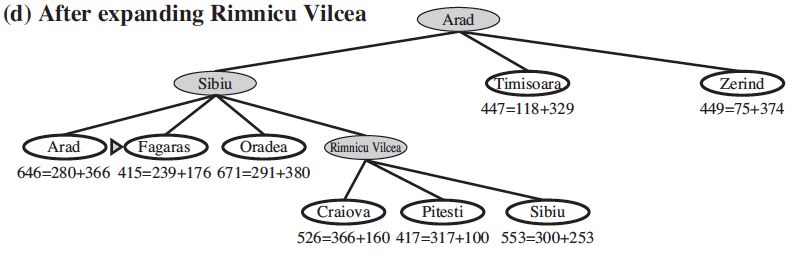 (d) After expanding Rimnicu Vilcea
Arad
Sibiu
Timisoara
Zerind
447=118+329
449=75+374
Arad
Fagaras
Oradea
Rimnicu Vilcea
646=280+366
415=239+176
671=291+380
Craiova
Pitesti
Sibiu
526=366+160
417=317+100
553=300+253